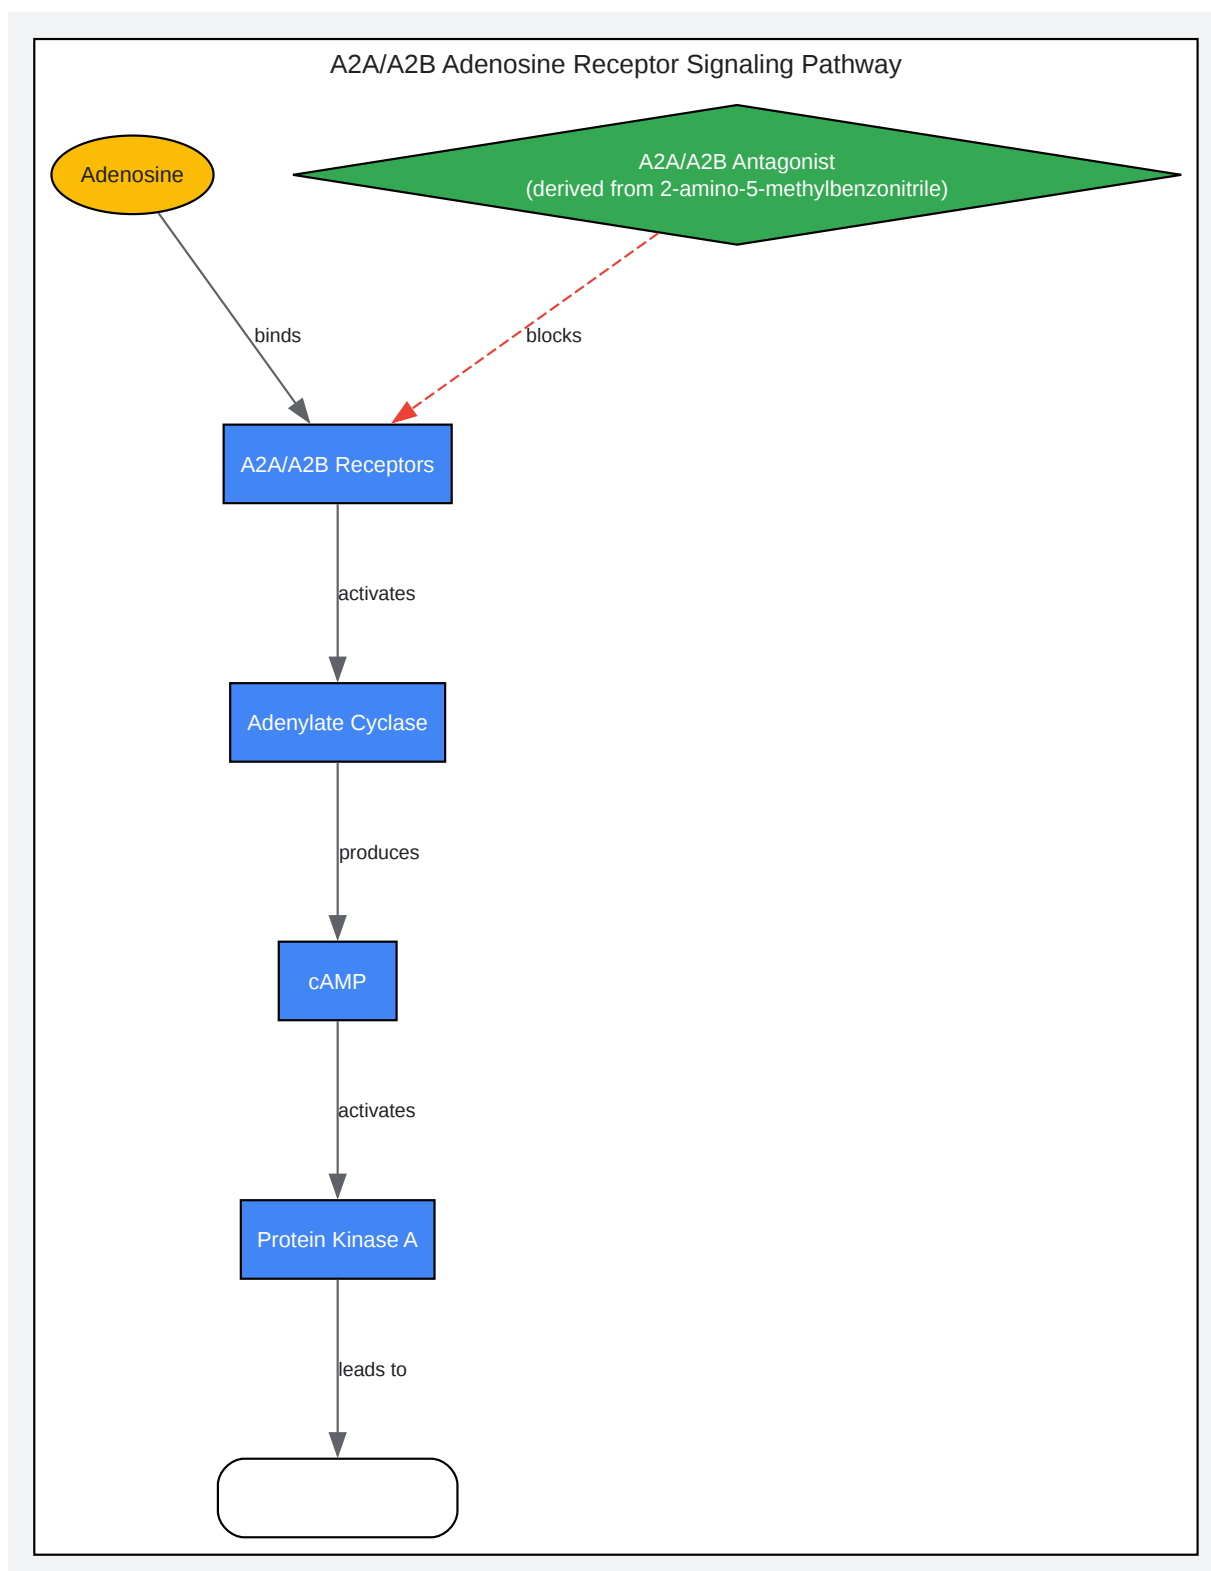 A2A/A2B Adenosine Receptor Signaling Pathway
Adenosine
A2A/A2B Antagonist
(derived from 2-amino-5-methylbenzonitrile)
binds
blocks
A2A/A2B Receptors
activates
Adenylate Cyclase
produces
cAMP
activates
Protein Kinase A
leads to